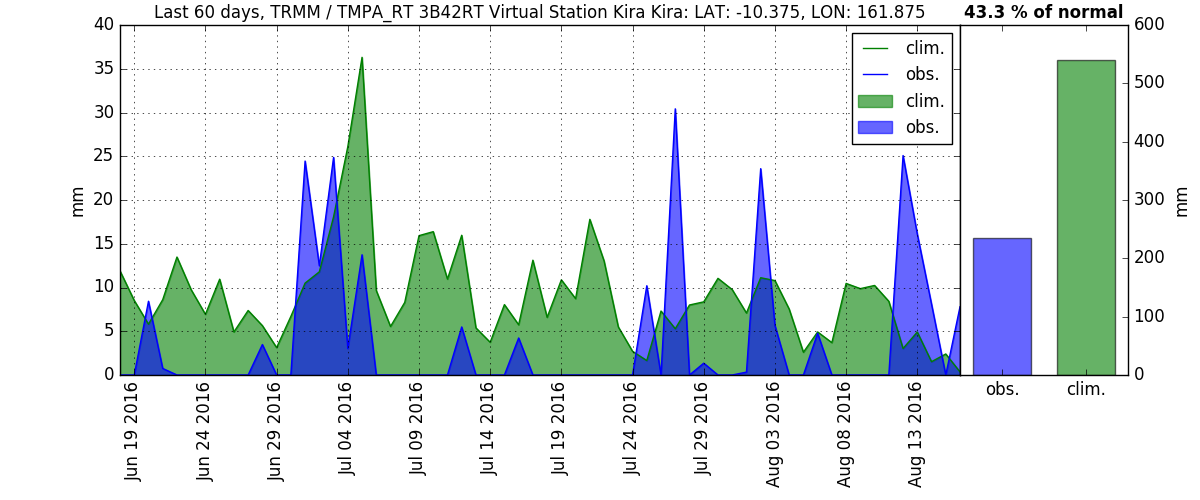 Last 60 days, TRMM / TMPA_RT 3B42RT Virtual Station Kira Kira: LAT: -10.375, LON: 161.875
43.3 % of normal
40
35
30
25
20
15
10
5
0
mm
clim.
obs.
clim.
obs.
600
500
400
300
200
100
0
mm
obs.
clim.
Jun 19 2016
Jun 24 2016
Jun 29 2016
Jul 04 2016
Jul 09 2016
Jul 14 2016
Jul 19 2016
Jul 24 2016
Jul 29 2016
Aug 03 2016
Aug 08 2016
Aug 13 2016